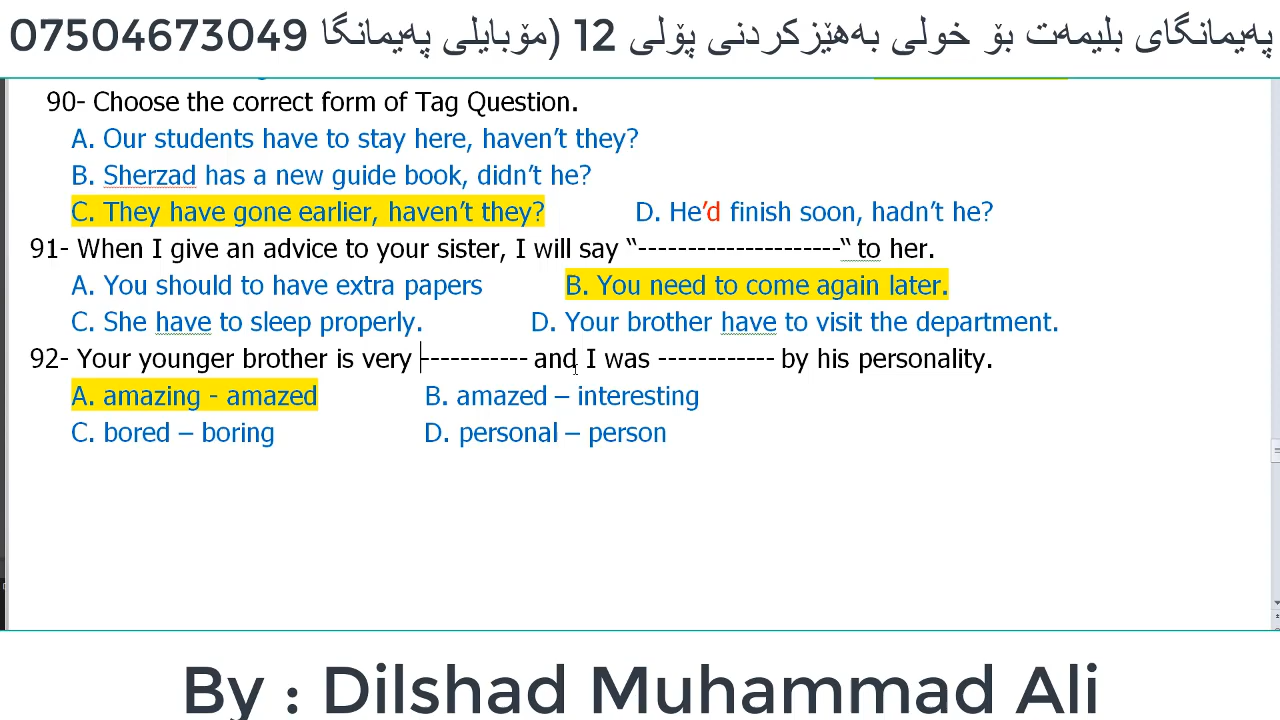 پەیمانگای بلیمەت بۆ خولی بەهێزکردنی پۆلی 12 (مۆبایلی پەیمانگا 07504673049
90- Choose the correct form of Tag Question.
A. Our students have to stay here, haven’t they?
B. Sherzad has a new guide book, didn’t he?
C. They have gone earlier, haven’t they? D. He’d finish soon, hadn’t he?
91- When I give an advice to your sister, I will say “----------------------“ to her.
A. You should to have extra papers B. You need to come again later.
C. She have to sleep properly. D. Your brother have to visit the department.
92- Your younger brother is very ----------- and I was ------------ by his personality.
A. amazing - amazed B. amazed – interesting
C. bored – boring D. personal – person
By : Dilshad Muhammad Ali